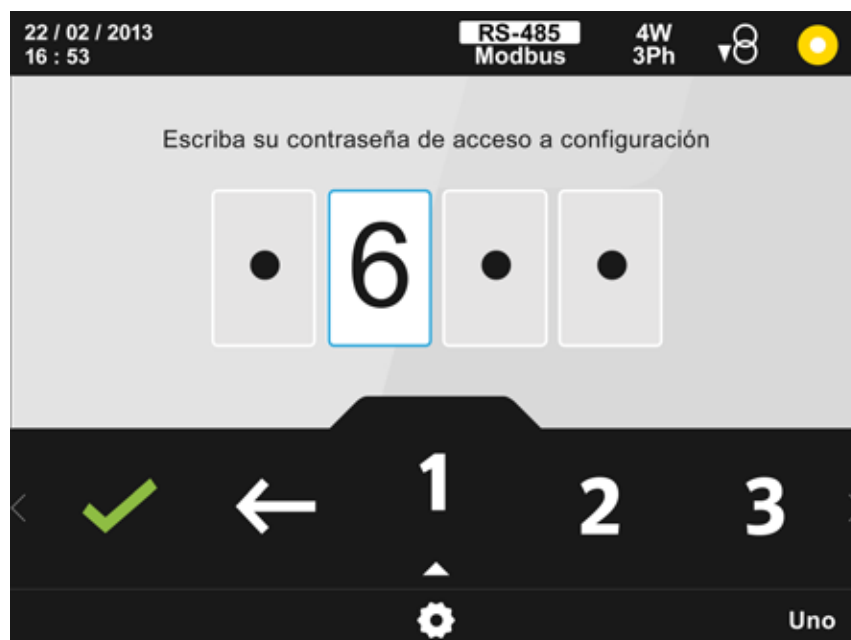 22 / 02 / 2013
16 : 53
RS-485
Modbus
4W
3Ph
Escriba su contraseña de acceso a configuración
6
1
2
3
Uno